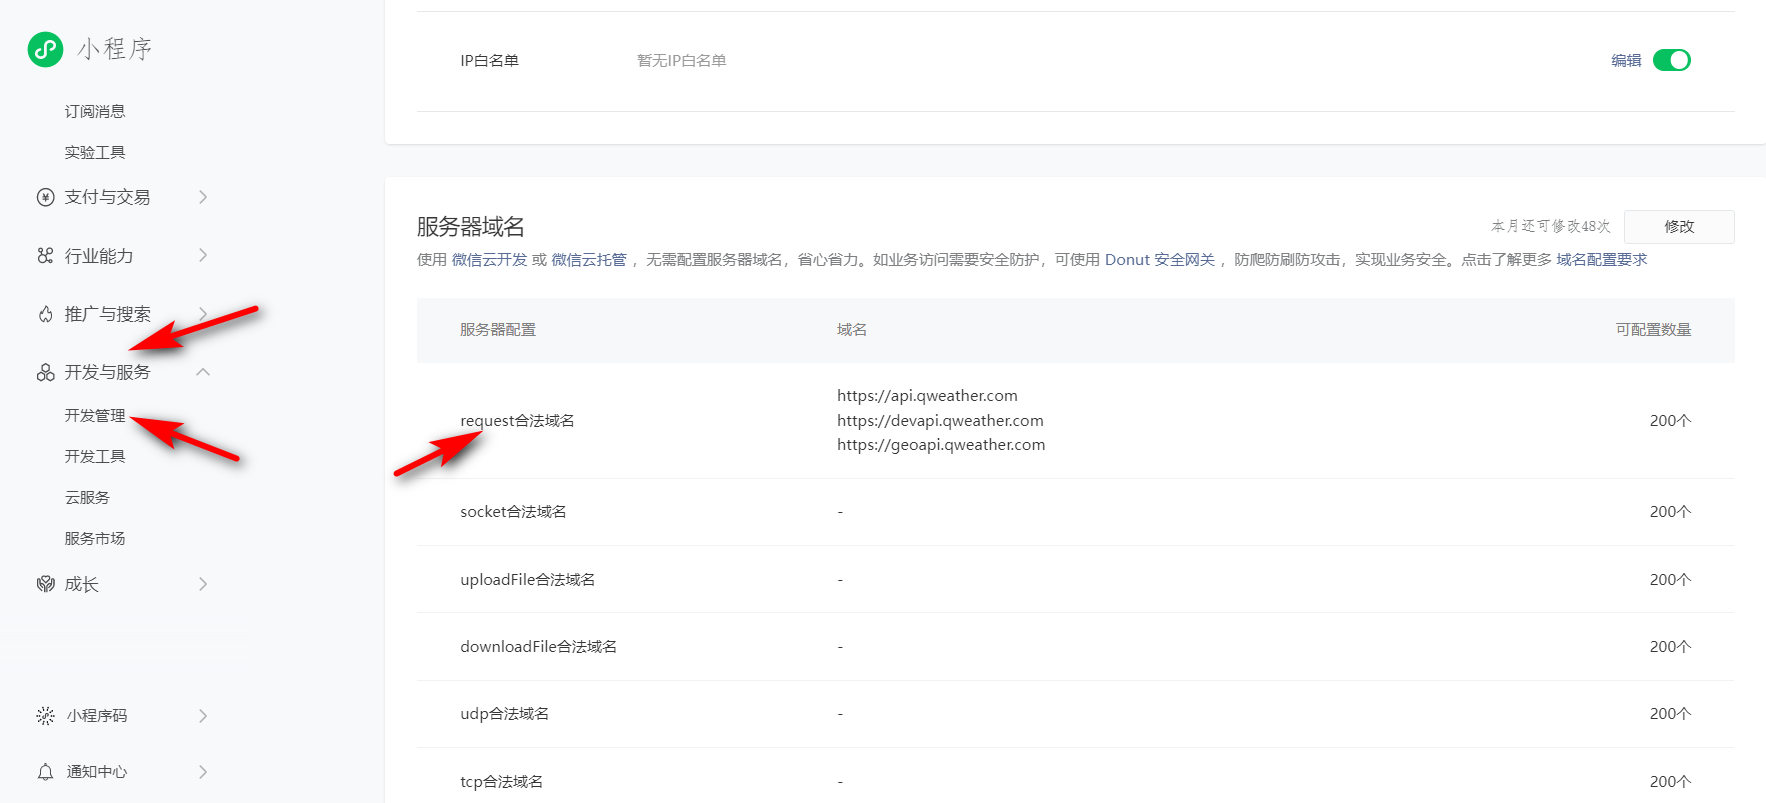 小程序
订阅消息
实验工具
支付与交易
行业能力
推广与搜索
开发与服务
开发管理
开发工具
云服务
服务市场
成长
小程序码
通知中心
IP白名单 暂无IP白名单 编辑
服务器域名 本月还可修改48次 修改
使用 微信云开发 或 微信云托管 ，无需配置服务器域名，省心省力。如业务访问需要安全防护，可使用 Donut 安全网关 ，防爬防刷防攻击，实现业务安全。点击了解更多 域名配置要求
服务器配置 域名 可配置数量
https://api.qweather.com
request合法域名 https://devapi.qweather.com 200个
https://geoapi.qweather.com
socket合法域名 - 200个
uploadFile合法域名 - 200个
downloadFile合法域名 - 200个
udp合法域名 - 200个
tcp合法域名 - 200个